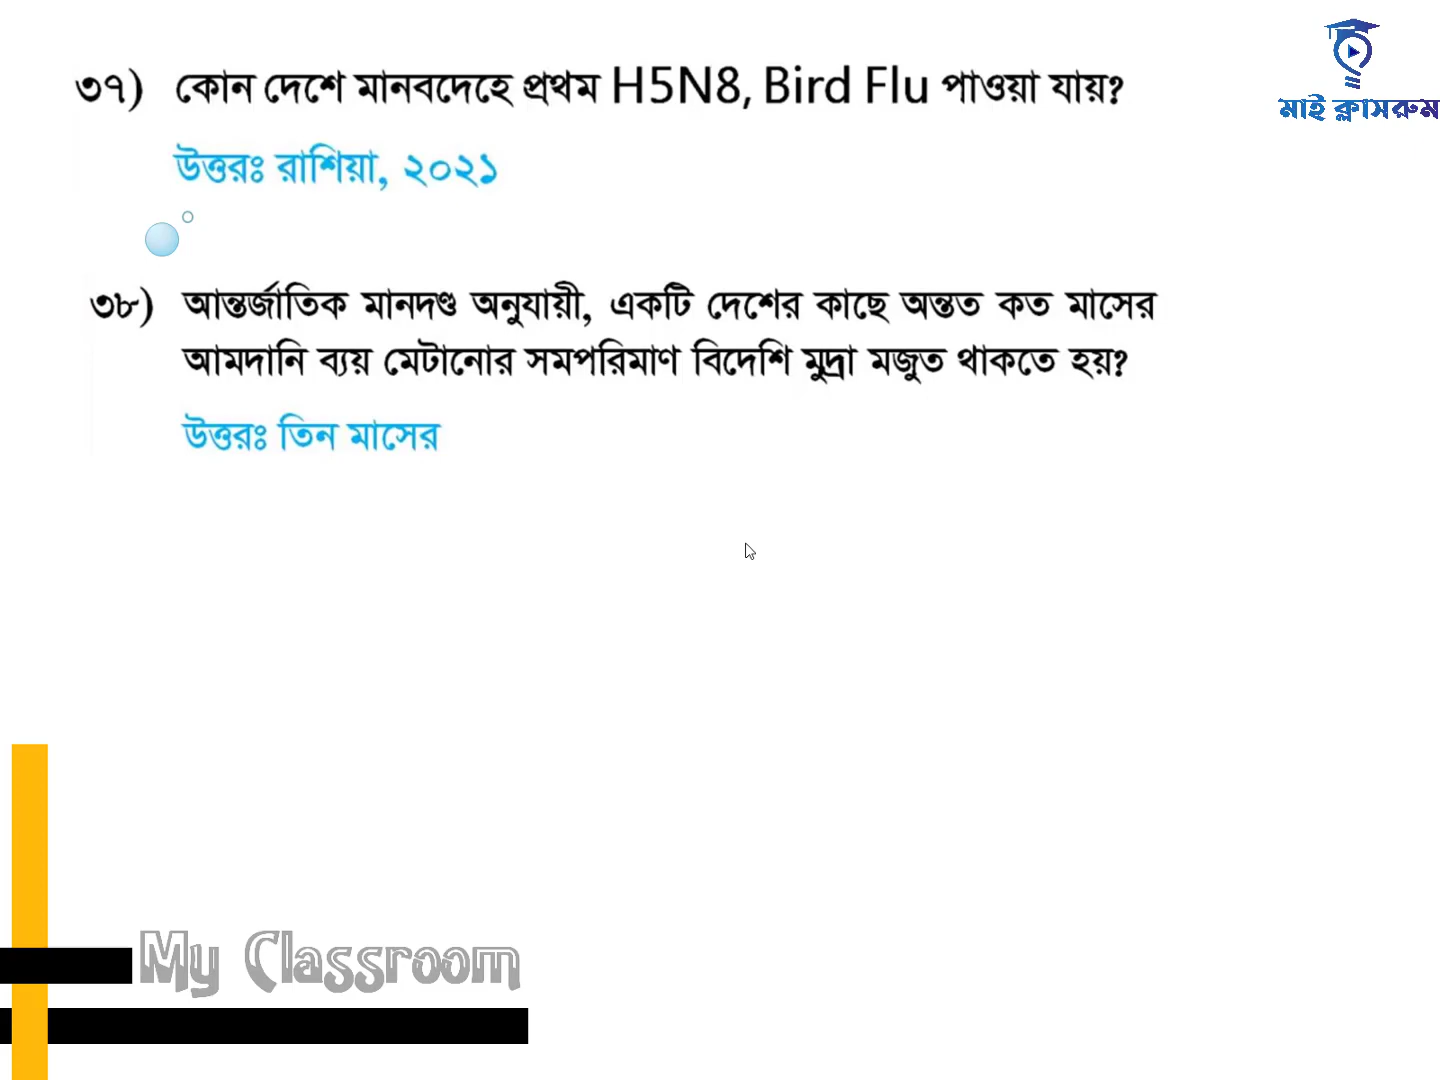 মাই ক্লাসরুম
৩৭) কোন দেশে মানবদেহে প্রথম H5N8, Bird Flu পাওয়া যায়?
উত্তরঃ রাশিয়া, ২০২১
৩৮) আন্তর্জাতিক মানদণ্ড অনুযায়ী, একটি দেশের কাছে অন্তত কত মাসের
আমদানি ব্যয় মেটানোর সমপরিমাণ বিদেশি মুদ্রা মজুত থাকতে হয়?
উত্তরঃ তিন মাসের
My Classroom